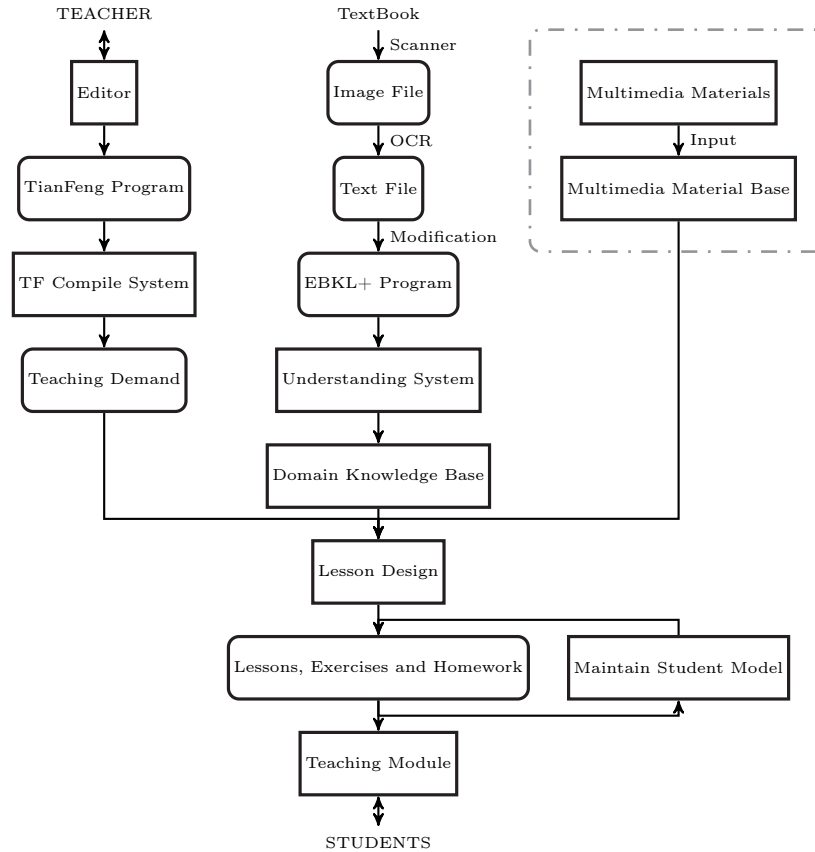 TEACHER
TextBook
Scanner
Editor
Image File
Multimedia Materials
OCR
Input
TianFeng Program
Text File
Multimedia Material Base
Modification
TF Compile System
EBKL+ Program
Teaching Demand
Understanding System
Domain Knowledge Base
Lesson Design
Lessons, Exercises and Homework
Maintain Student Model
Teaching Module
STUDENTS